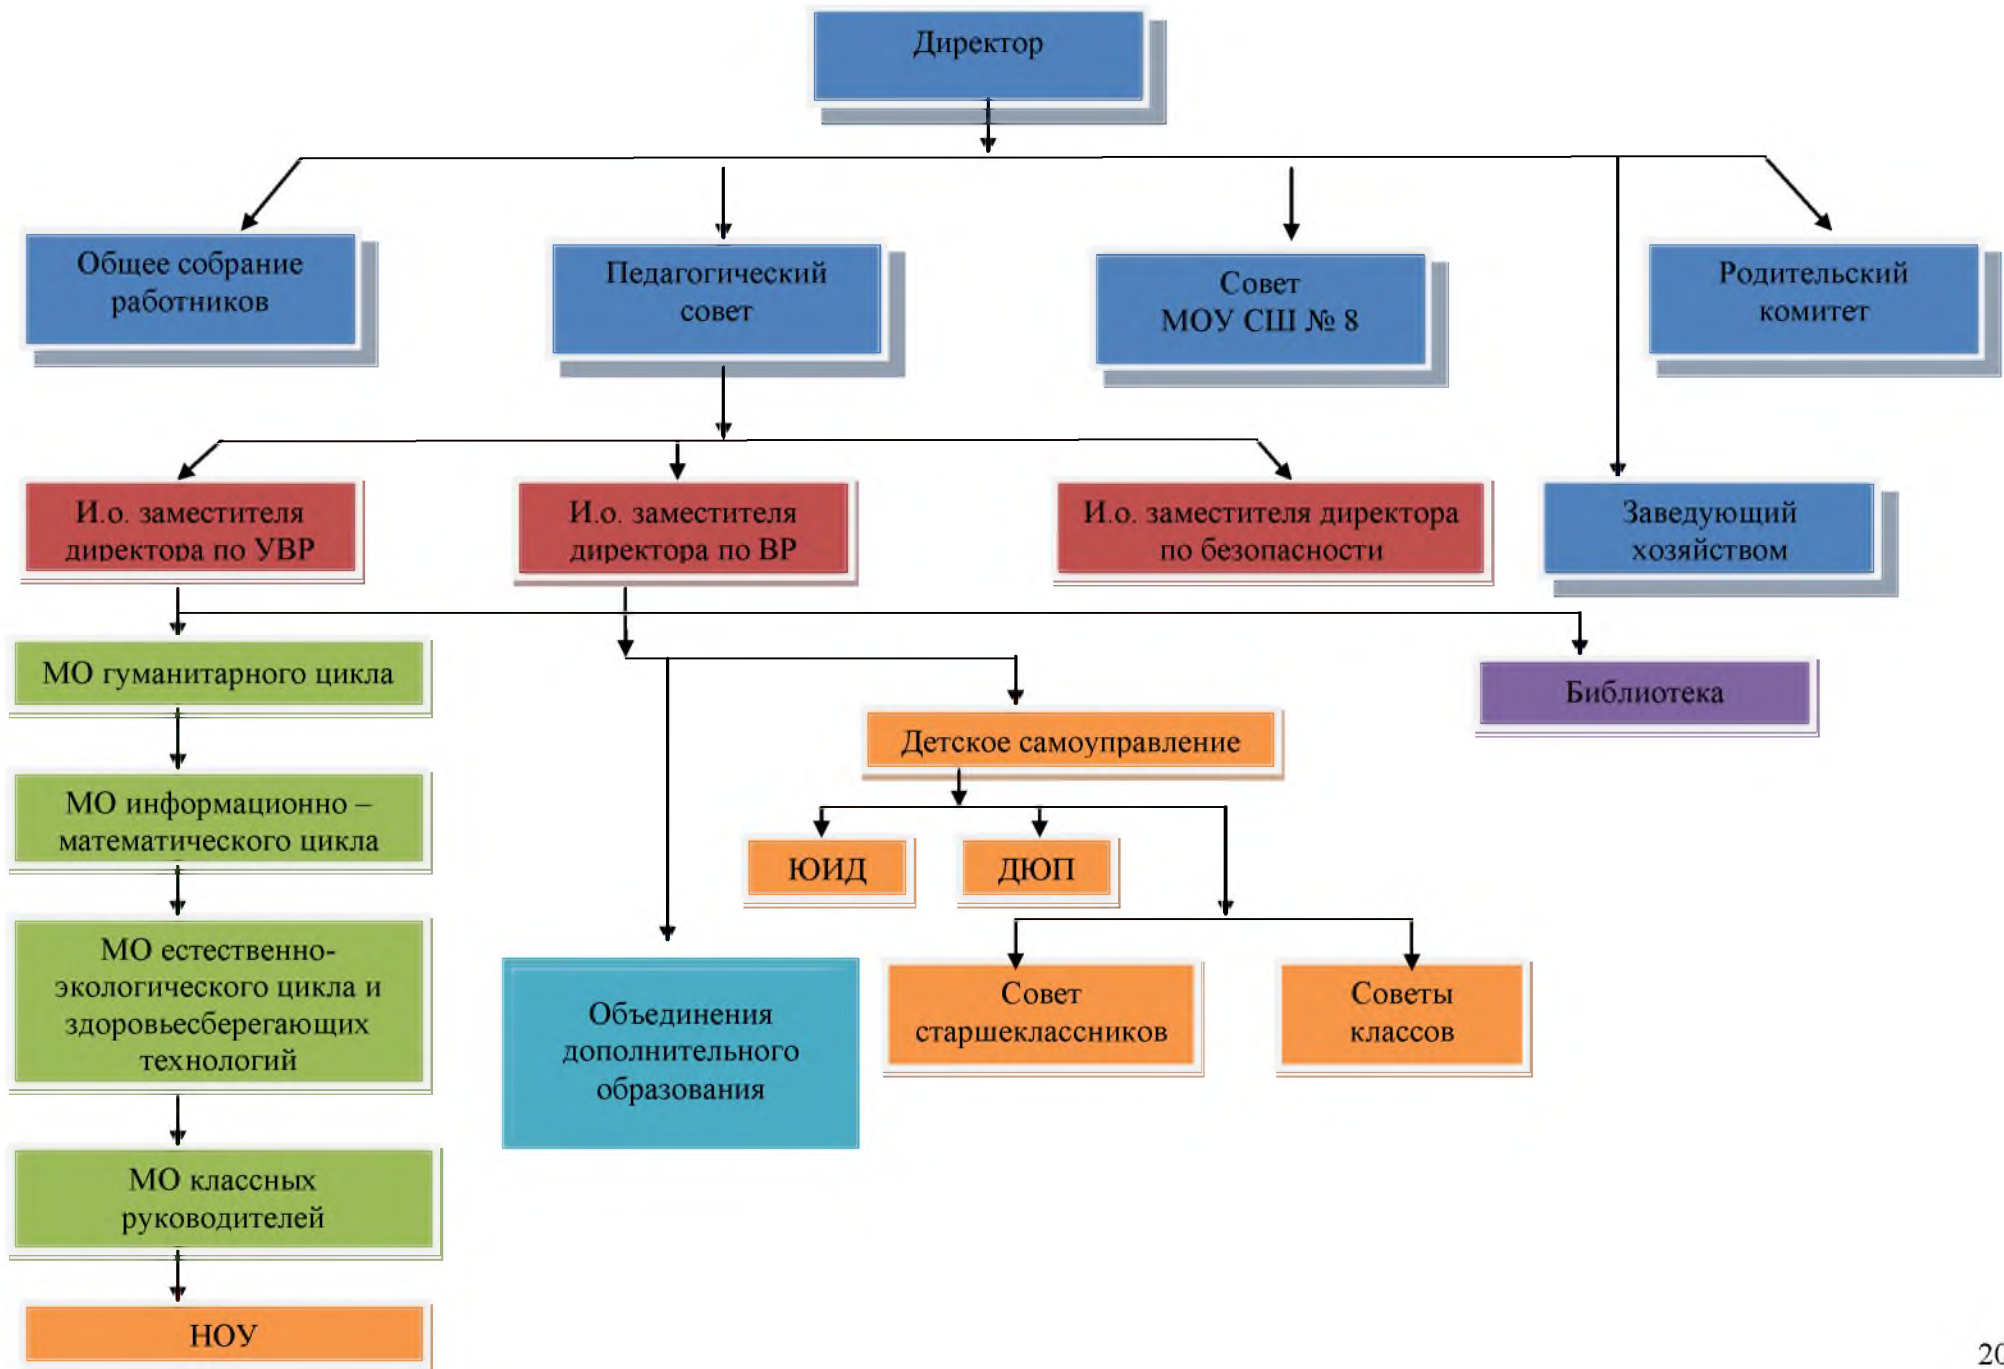 Директор
Общее собрание
работников
Педагогический
совет
Совет
МОУ СШ № 8
Родительский
комитет
И.о. заместителя
директора по УВР
И.о. заместителя
директора по ВР
И.о. заместителя директора
по безопасности
Заведующий
хозяйством
МО гуманитарного цикла
Библиотека
Детское самоуправление
МО информационно –
математического цикла
ЮИД
ДЮП
МО естественно-
экологического цикла и
здоровьесберегающих
технологий
Объединения
дополнительного
образования
Совет
старшеклассников
Советы
классов
МО классных
руководителей
НОУ
20